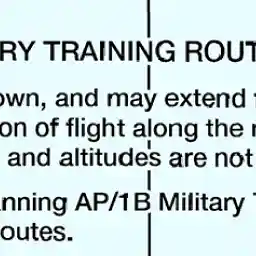 RY TRAINING ROUT
own, and may extend
on of flight along the
and altitudes are not
nning AP/1B Military
outes.